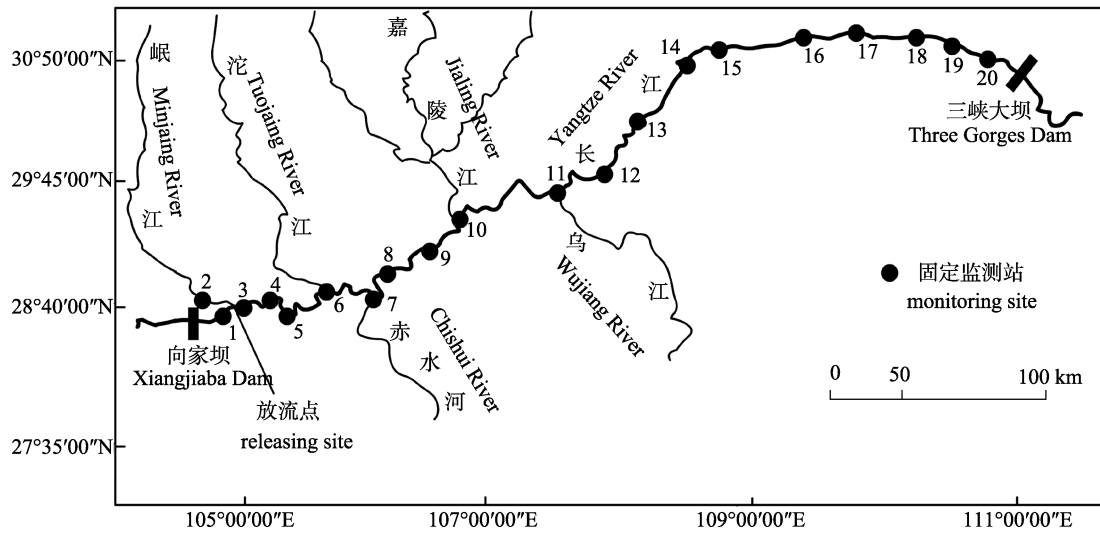 30°50′00″N
29°45′00″N
28°40′00″N
27°35′00″N
105°00′00″E
107°00′00″E
109°00′00″E
111°00′00″E
岷江
Minjaing River
沱江
Tuojaing River
嘉陵江
Jialing River
长江
Yangtze River
乌江
Wujiang River
赤水河
Chishui River
1
2
3
4
5
6
7
8
9
10
11
12
13
14
15
16
17
18
19
20
向家坝
Xiangjiaba Dam
放流点
releasing site
三峡大坝
Three Gorges Dam
固定监测站
monitoring site
0 50 100 km